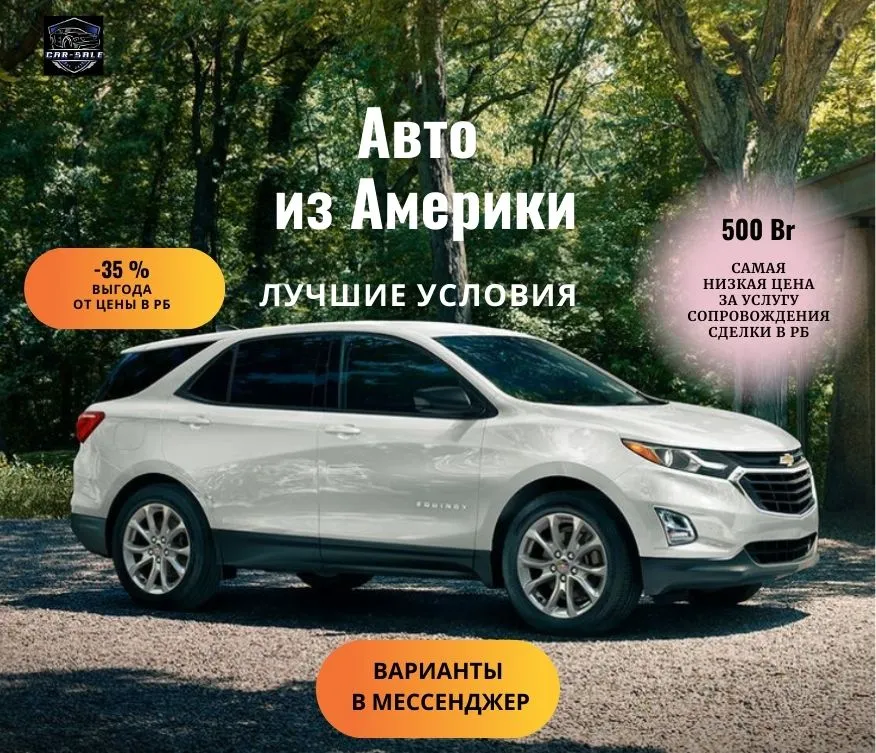 CAR-SALE
Авто
из Америки
-35 %
ВЫГОДА
ОТ ЦЕНЫ В РБ
ЛУЧШИЕ УСЛОВИЯ
500 Br
САМАЯ
НИЗКАЯ ЦЕНА
ЗА УСЛУГУ
СОПРОВОЖДЕНИЯ
СДЕЛКИ В РБ
EQUINOX
ВАРИАНТЫ
В МЕССЕНДЖЕР